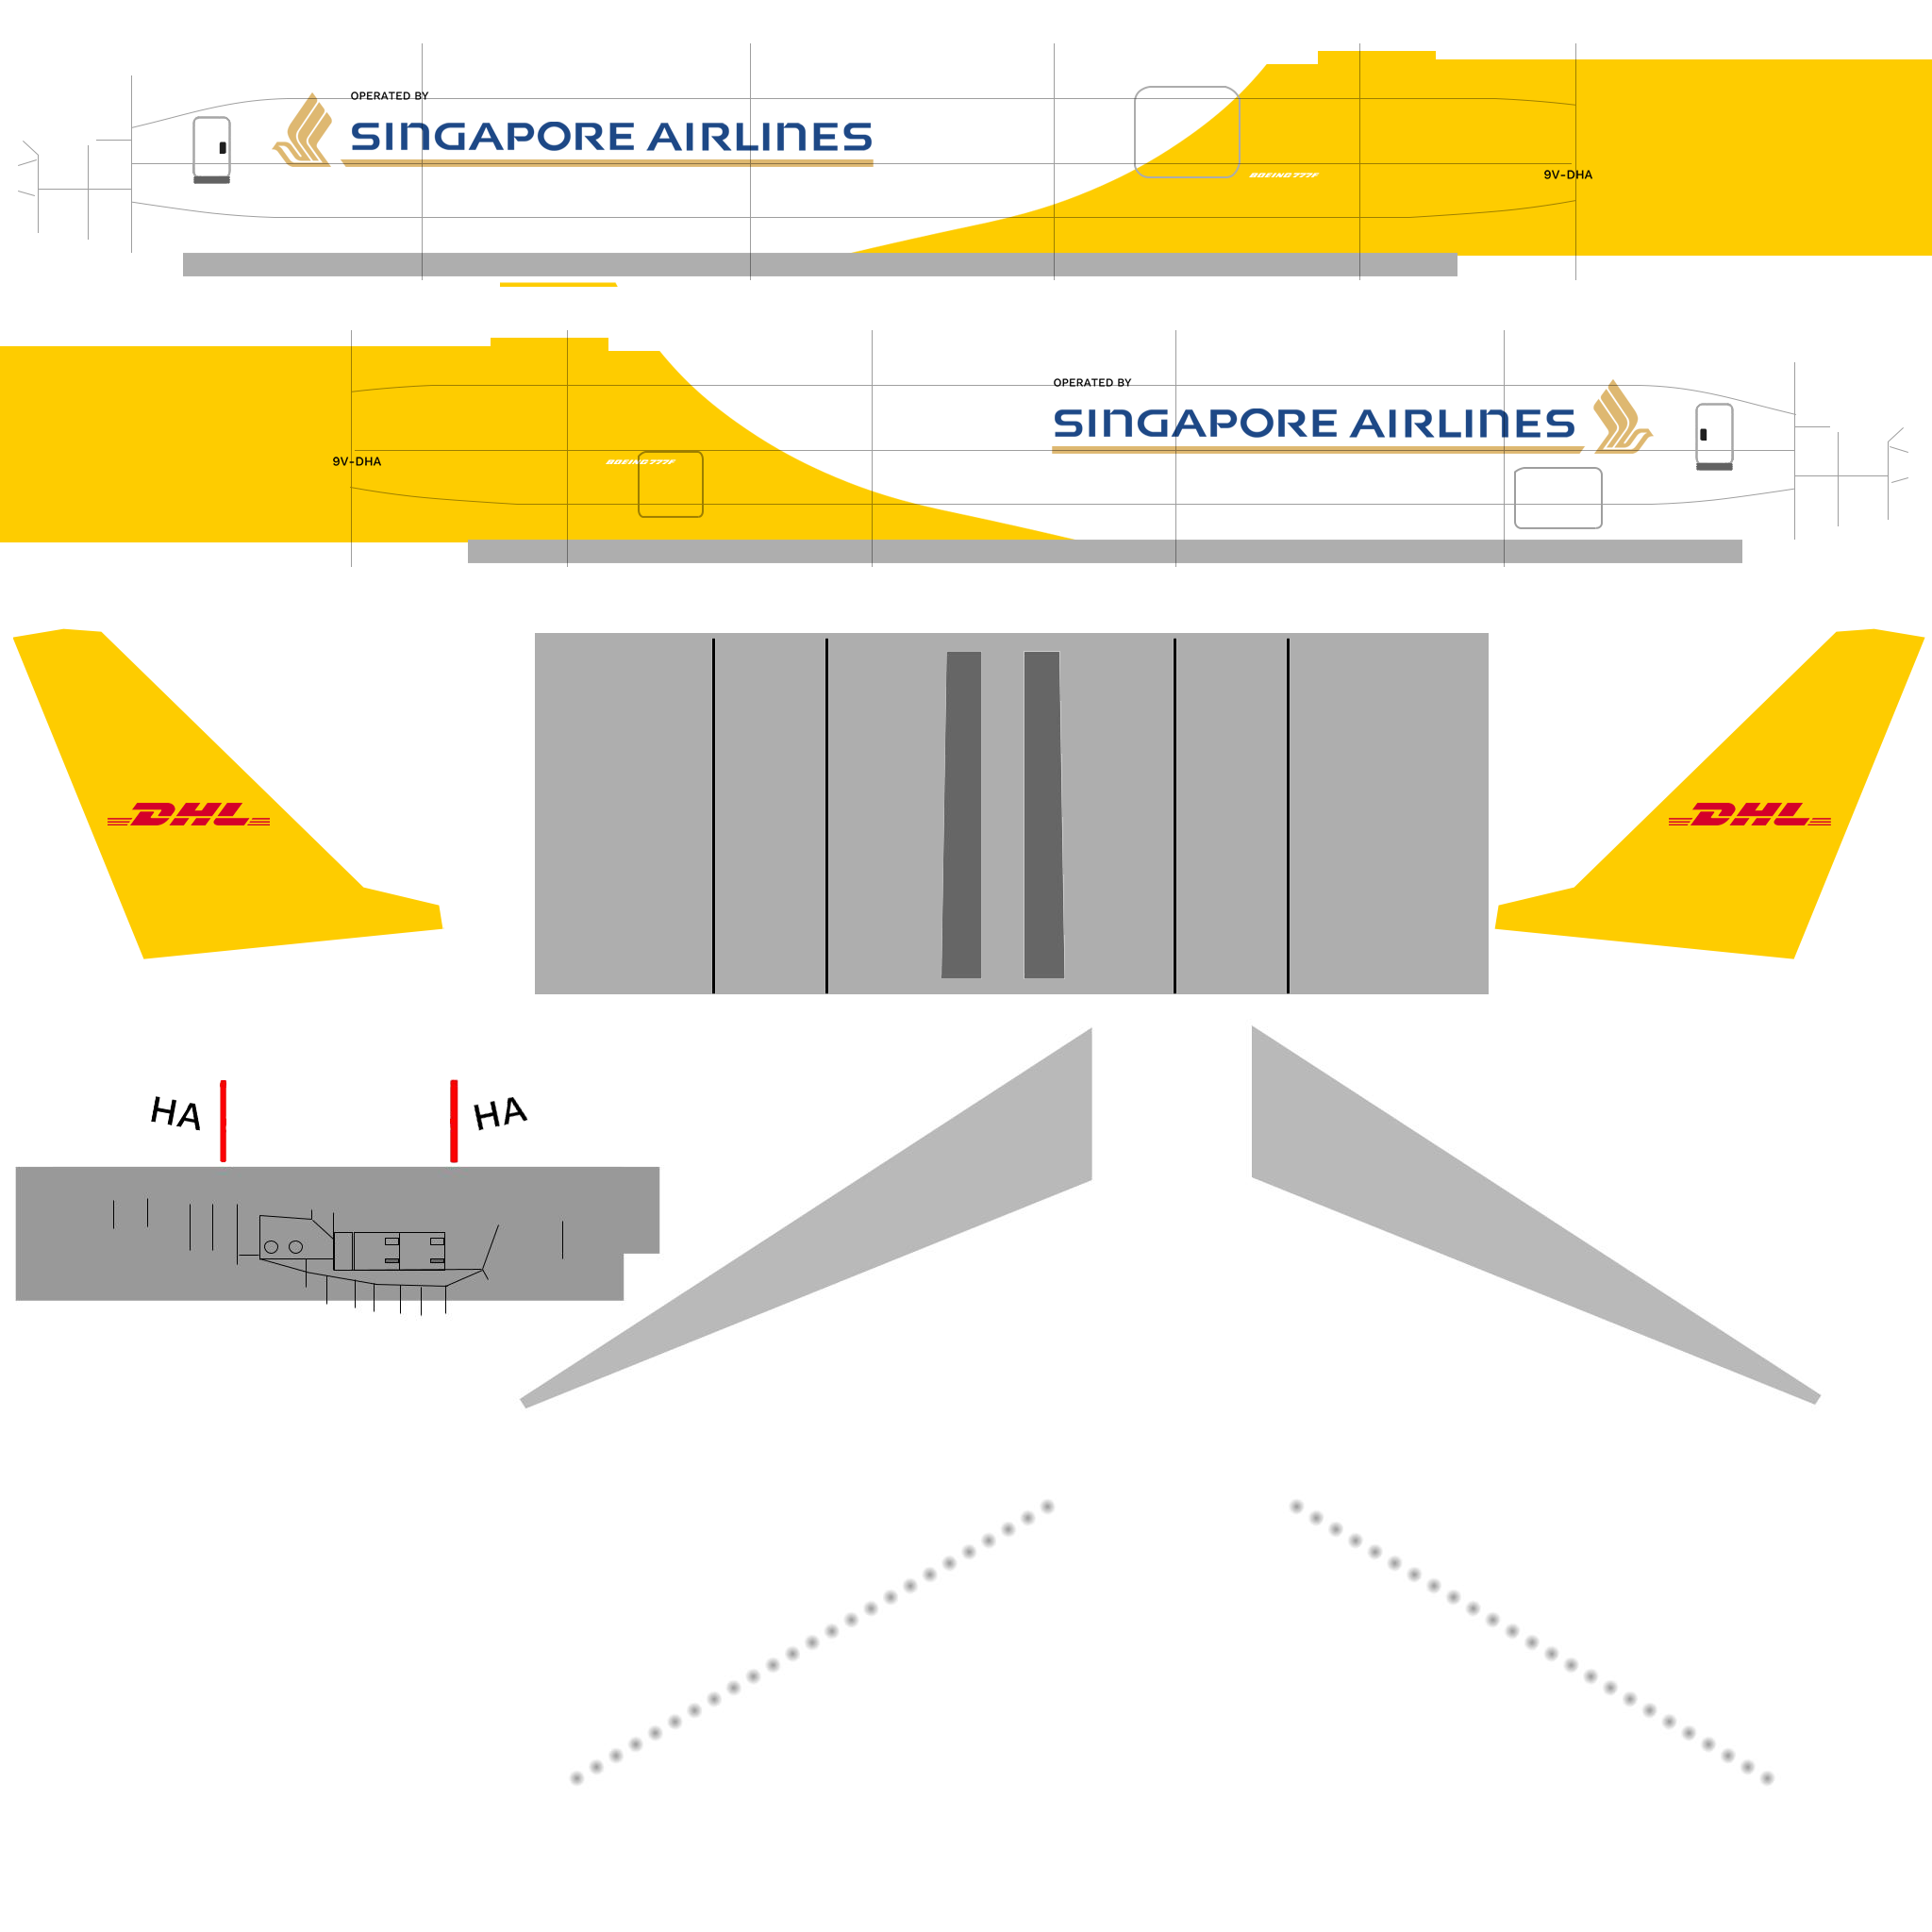 OPERATED BY
SINGAPORE AIRLINES
BOEING 777F
9V-DHA
OPERATED BY
SINGAPORE AIRLINES
9V-DHA
BOEING 777F
DHL
DHL
HA
HA